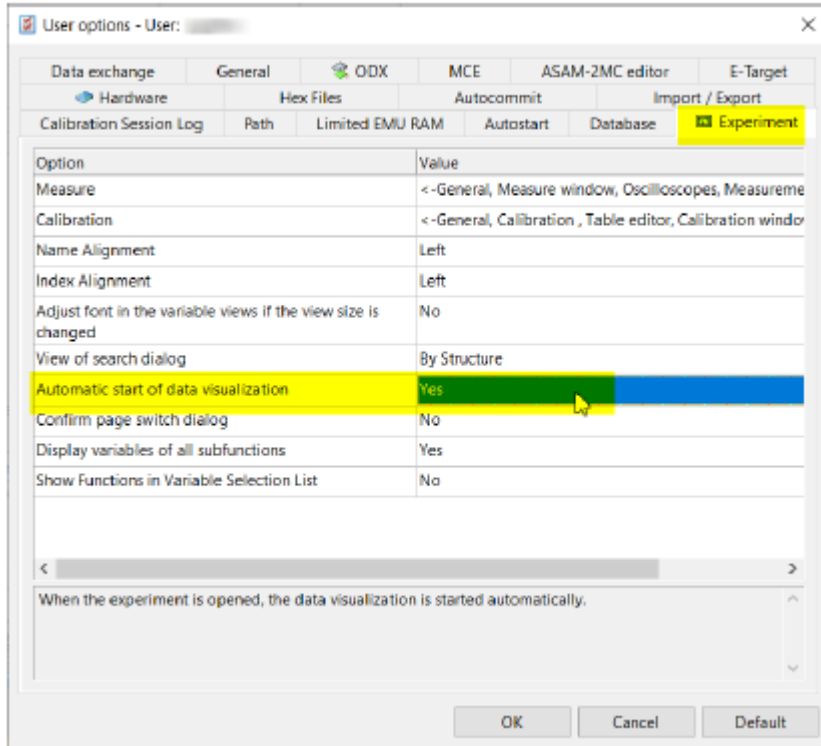 User options - User:
Data exchange General ODX MCE ASAM-2MC editor E-Target
Hardware Hex Files Autocommit Import / Export
Calibration Session Log Path Limited EMU RAM Autostart Database Experiment
Option Value
Measure <-General, Measure window, Oscilloscopes, Measureme
Calibration <-General, Calibration , Table editor, Calibration windo
Name Alignment Left
Index Alignment Left
Adjust font in the variable views if the view size is No
changed
View of search dialog By Structure
Automatic start of data visualization Yes
Confirm page switch dialog No
Display variables of all subfunctions Yes
Show Functions in Variable Selection List No
When the experiment is opened, the data visualization is started automatically.
OK Cancel Default